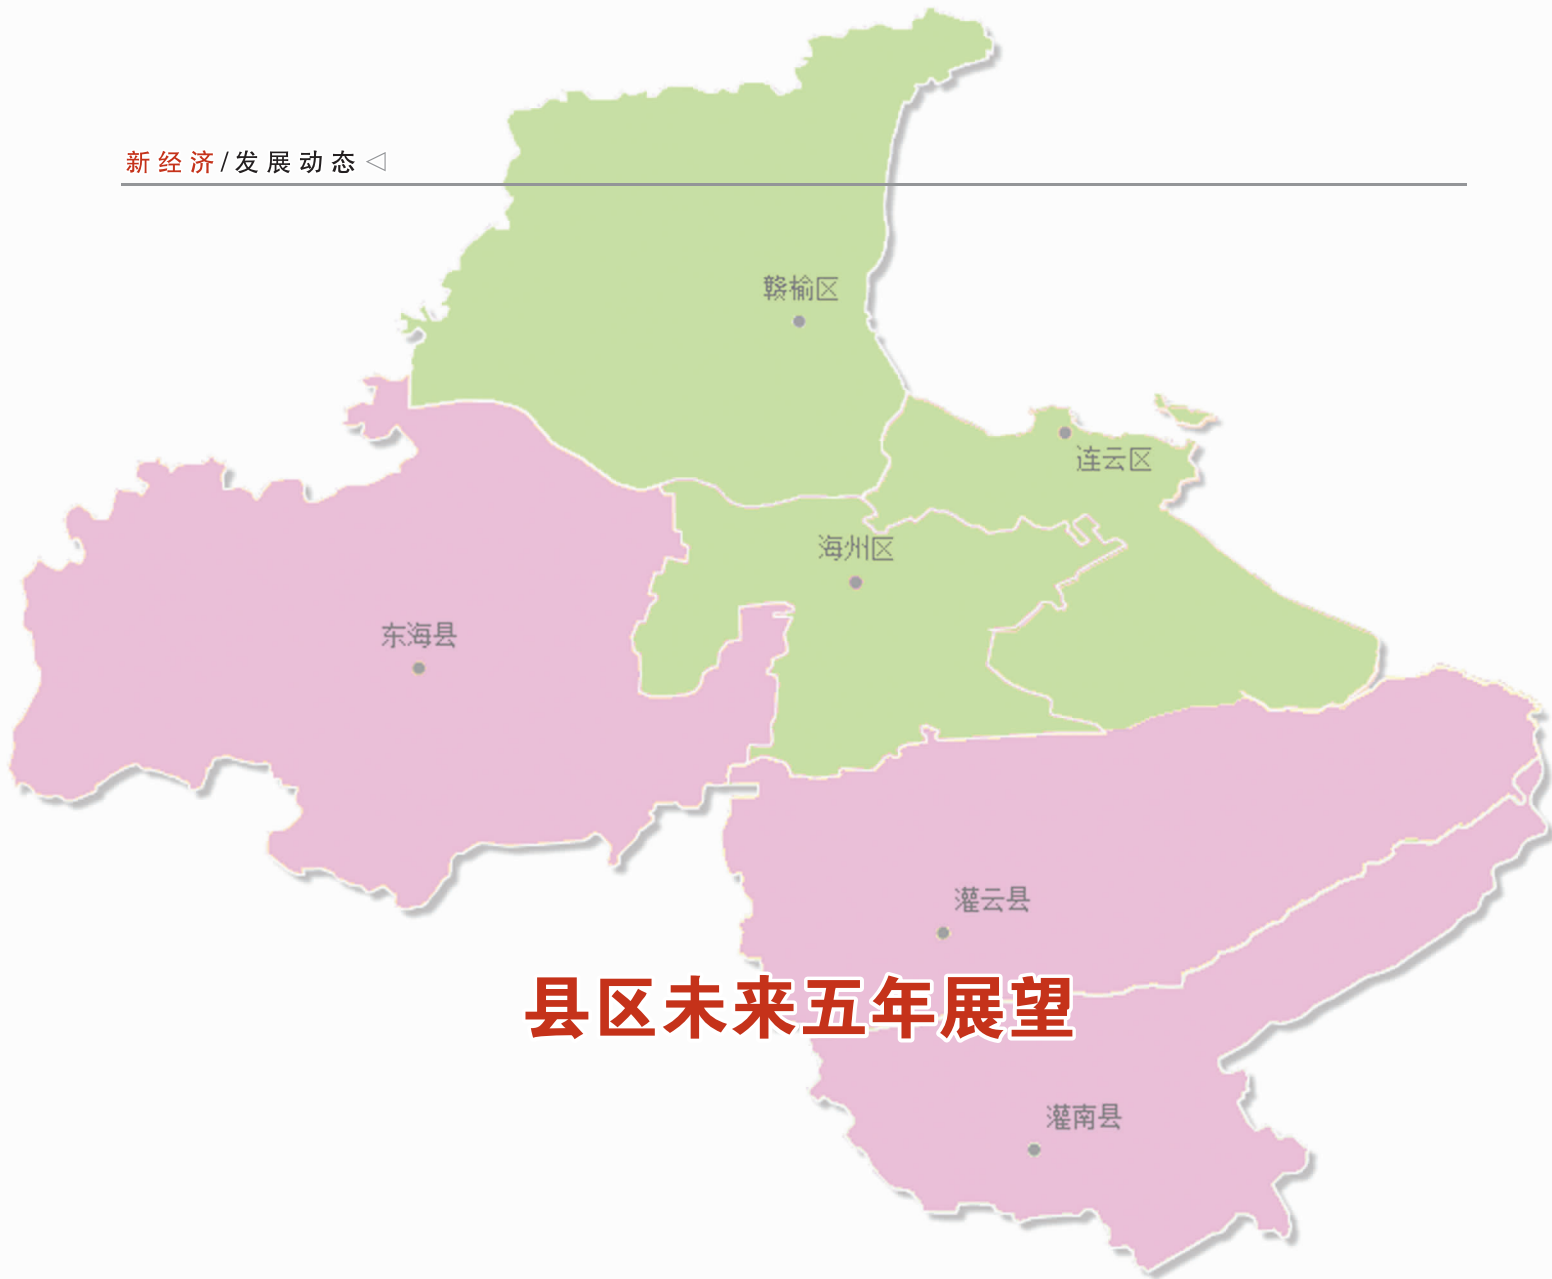 新经济/发展动态◁
赣榆区
连云区
海州区
东海县
灌云县
县区未来五年展望
灌南县